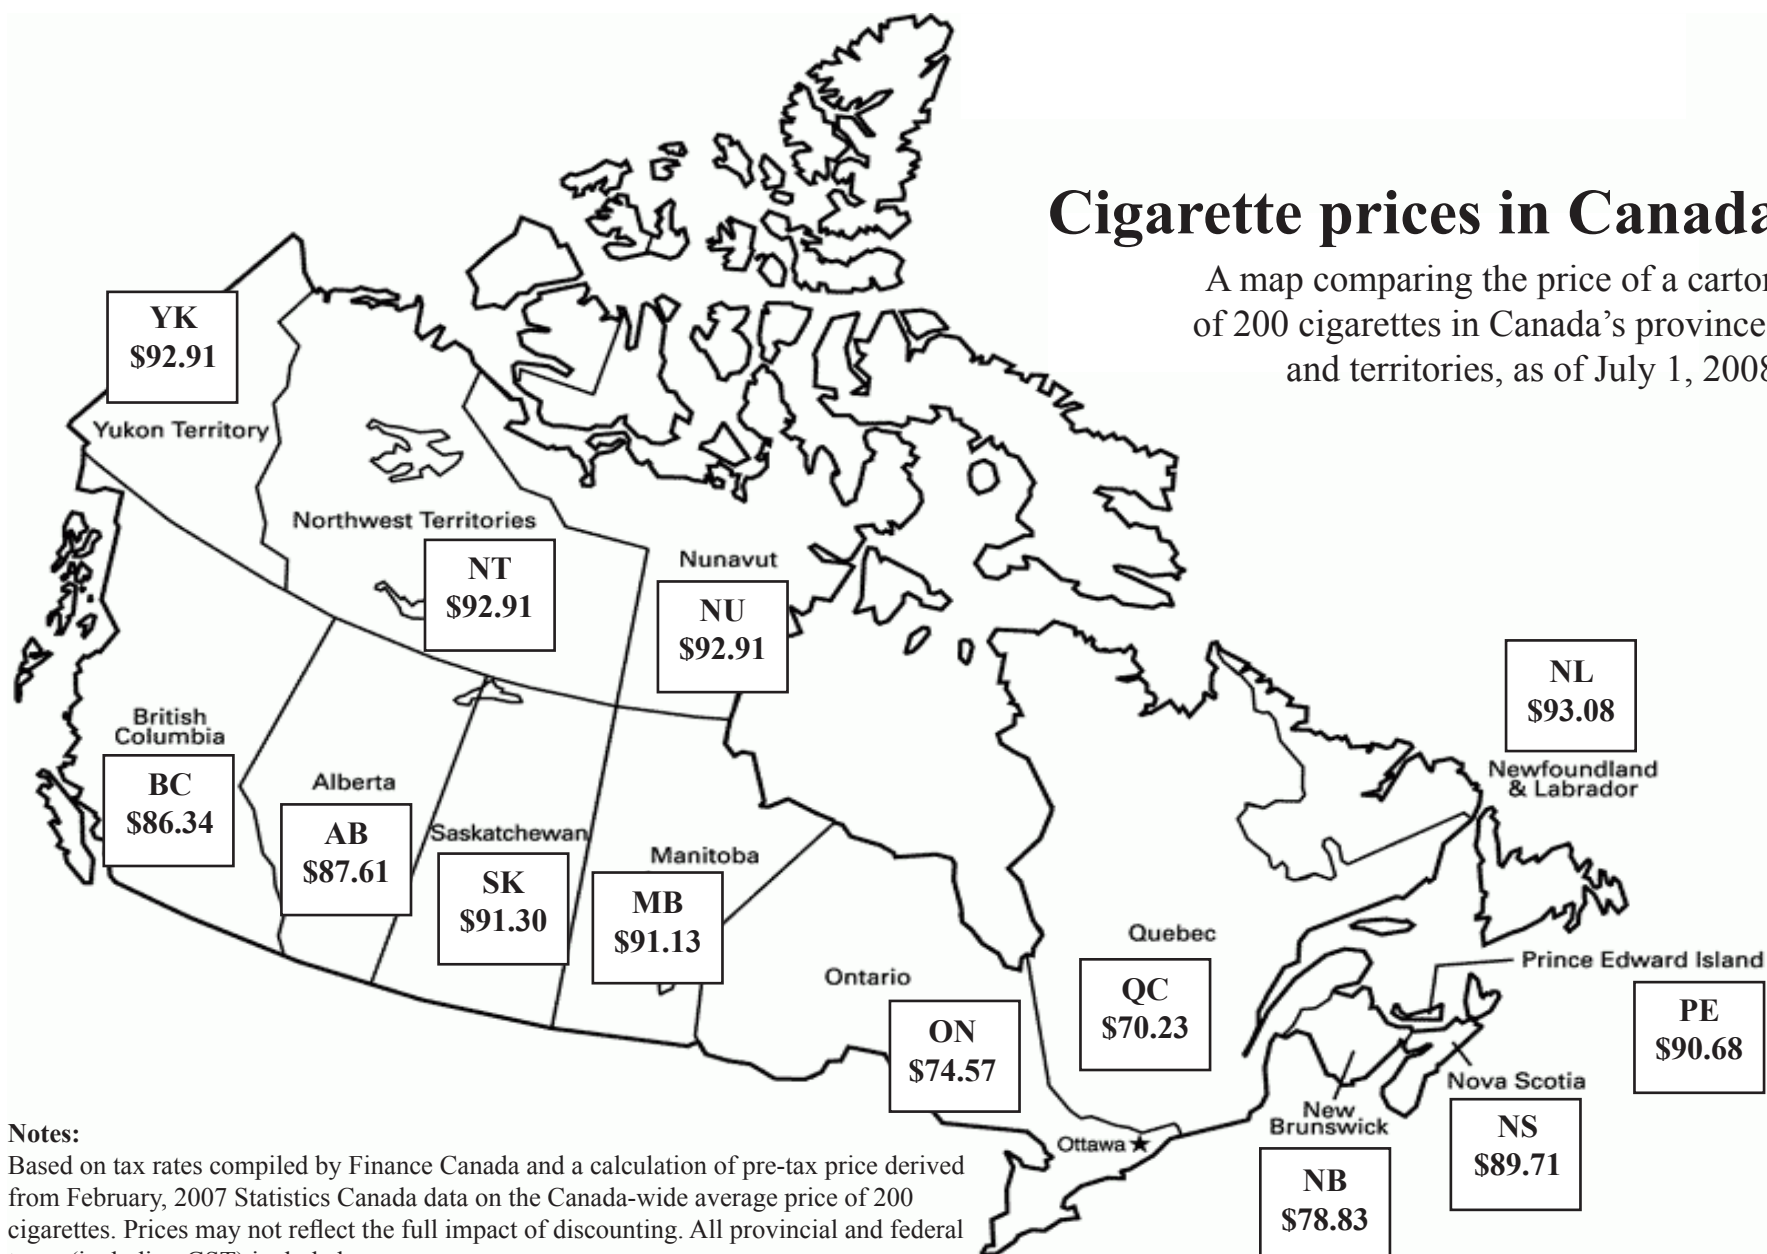 Cigarette prices in Canada
A map comparing the price of a carton
of 200 cigarettes in Canada’s provinces
and territories, as of July 1, 2008
YK
$92.91
Yukon Territory
Northwest Territories
NT
$92.91
Nunavut
NU
$92.91
NL
$93.08
Newfoundland
& Labrador
British
Columbia
BC
$86.34
Alberta
AB
$87.61
Saskatchewan
SK
$91.30
Manitoba
MB
$91.13
Ontario
ON
$74.57
Quebec
QC
$70.23
Prince Edward Island
PE
$90.68
Nova Scotia
NS
$89.71
New
Brunswick
NB
$78.83
Ottawa
Notes:
Based on tax rates compiled by Finance Canada and a calculation of pre-tax price derived
from February, 2007 Statistics Canada data on the Canada-wide average price of 200
cigarettes. Prices may not reflect the full impact of discounting. All provincial and federal